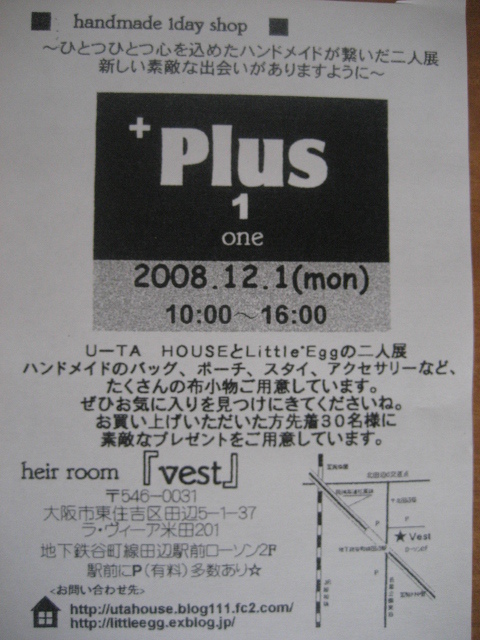 handmade 1day shop
～ひとつひとつ心を込めたハンドメイドが繋いだ二人展
新しい素敵な出会いがありますように～
+Plus
1
one
2008.12.1(mon)
10:00～16:00
U－TA HOUSEとLittle*Eggの二人展
ハンドメイドのバッグ、ポーチ、スタイ、アクセサリーなど、
たくさんの布小物ご用意しています。
ぜひお気に入りを見つけにきてくださいね。
お買い上げいただいた方先着30名様に
素敵なプレゼントをご用意しています。
heir room 『vest』
〒546-0031
大阪市東住吉区田辺5-1-37
ラ・ヴィーア米田201
地下鉄谷町線田辺駅前ローソン2F
駅前にP(有料)多数あり☆
<お問い合わせ先>
http://utahouse.blog111.fc2.com/
http://littleegg.exblog.jp/
P
P
★Vest
ローソン2F
P